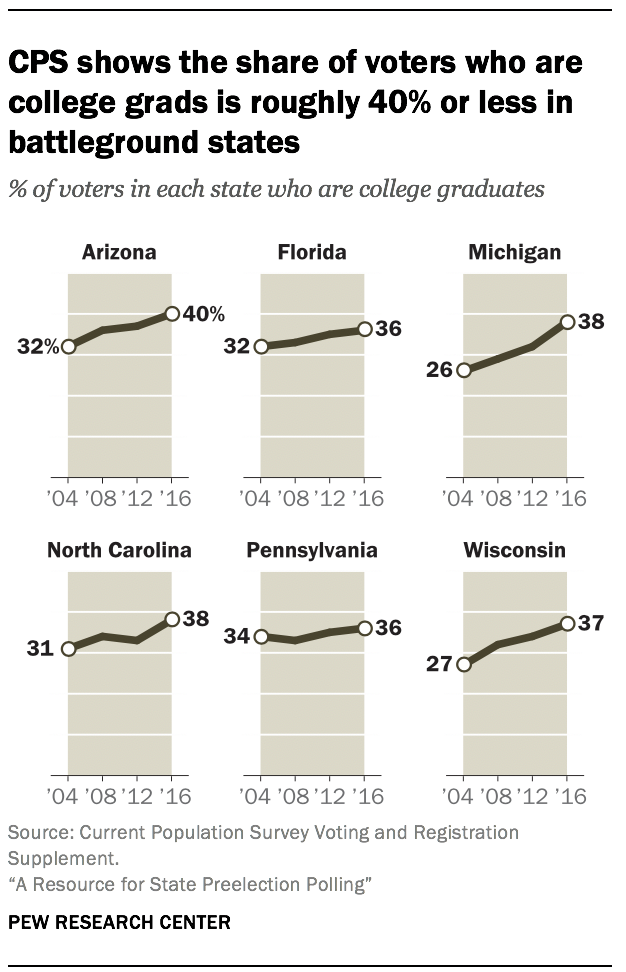 CPS shows the share of voters who are
college grads is roughly 40% or less in
battleground states
% of voters in each state who are college graduates
Arizona
32%
40%
’04 ’08 ’12 ’16
Florida
32
36
’04 ’08 ’12 ’16
Michigan
26
38
’04 ’08 ’12 ’16
North Carolina
31
38
’04 ’08 ’12 ’16
Pennsylvania
34
36
’04 ’08 ’12 ’16
Wisconsin
27
37
’04 ’08 ’12 ’16
Source: Current Population Survey Voting and Registration
Supplement.
“A Resource for State Preelection Polling”
PEW RESEARCH CENTER